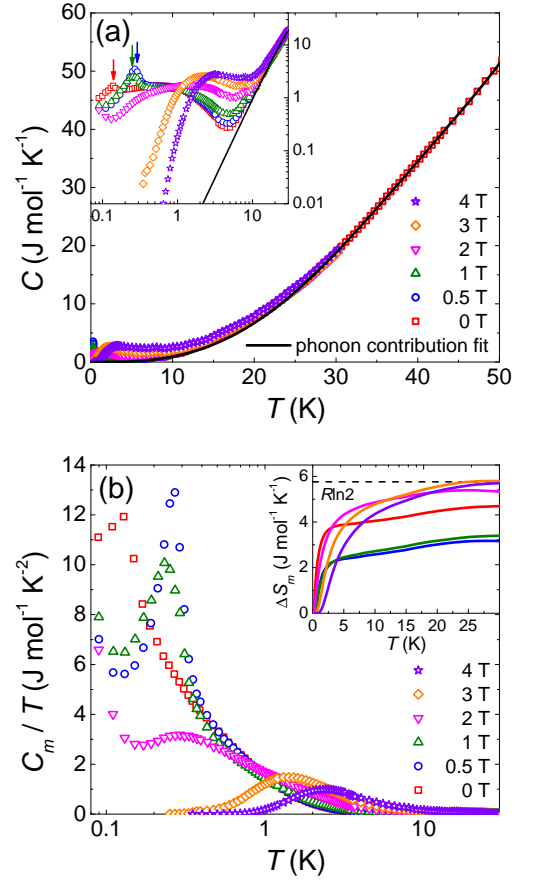 (a)
60
50
40
30
20
10
0
C (J mol⁻¹ K⁻¹)
10
1
0.1
0.01
0.1 1 10
4 T
3 T
2 T
1 T
0.5 T
0 T
phonon contribution fit
0 10 20 30 40 50
T (K)
(b)
14
12
10
8
6
4
2
0
C_m / T (J mol⁻¹ K⁻²)
6
4
2
0
ΔS_m (J mol⁻¹ K⁻¹)
Rln2
0 5 10 15 20 25
T (K)
4 T
3 T
2 T
1 T
0.5 T
0 T
0.1 1 10
T (K)